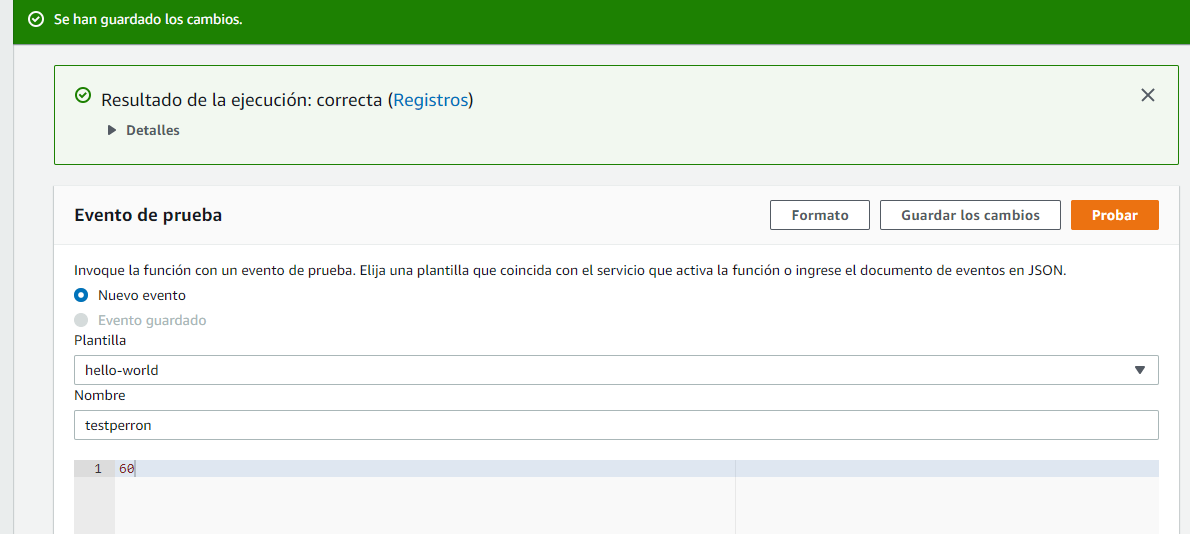 Se han guardado los cambios.
Resultado de la ejecución: correcta (Registros)
Detalles
Evento de prueba
Formato
Guardar los cambios
Probar
Invoque la función con un evento de prueba. Elija una plantilla que coincida con el servicio que activa la función o ingrese el documento de eventos en JSON.
Nuevo evento
Evento guardado
Plantilla
hello-world
Nombre
testperron
1 60